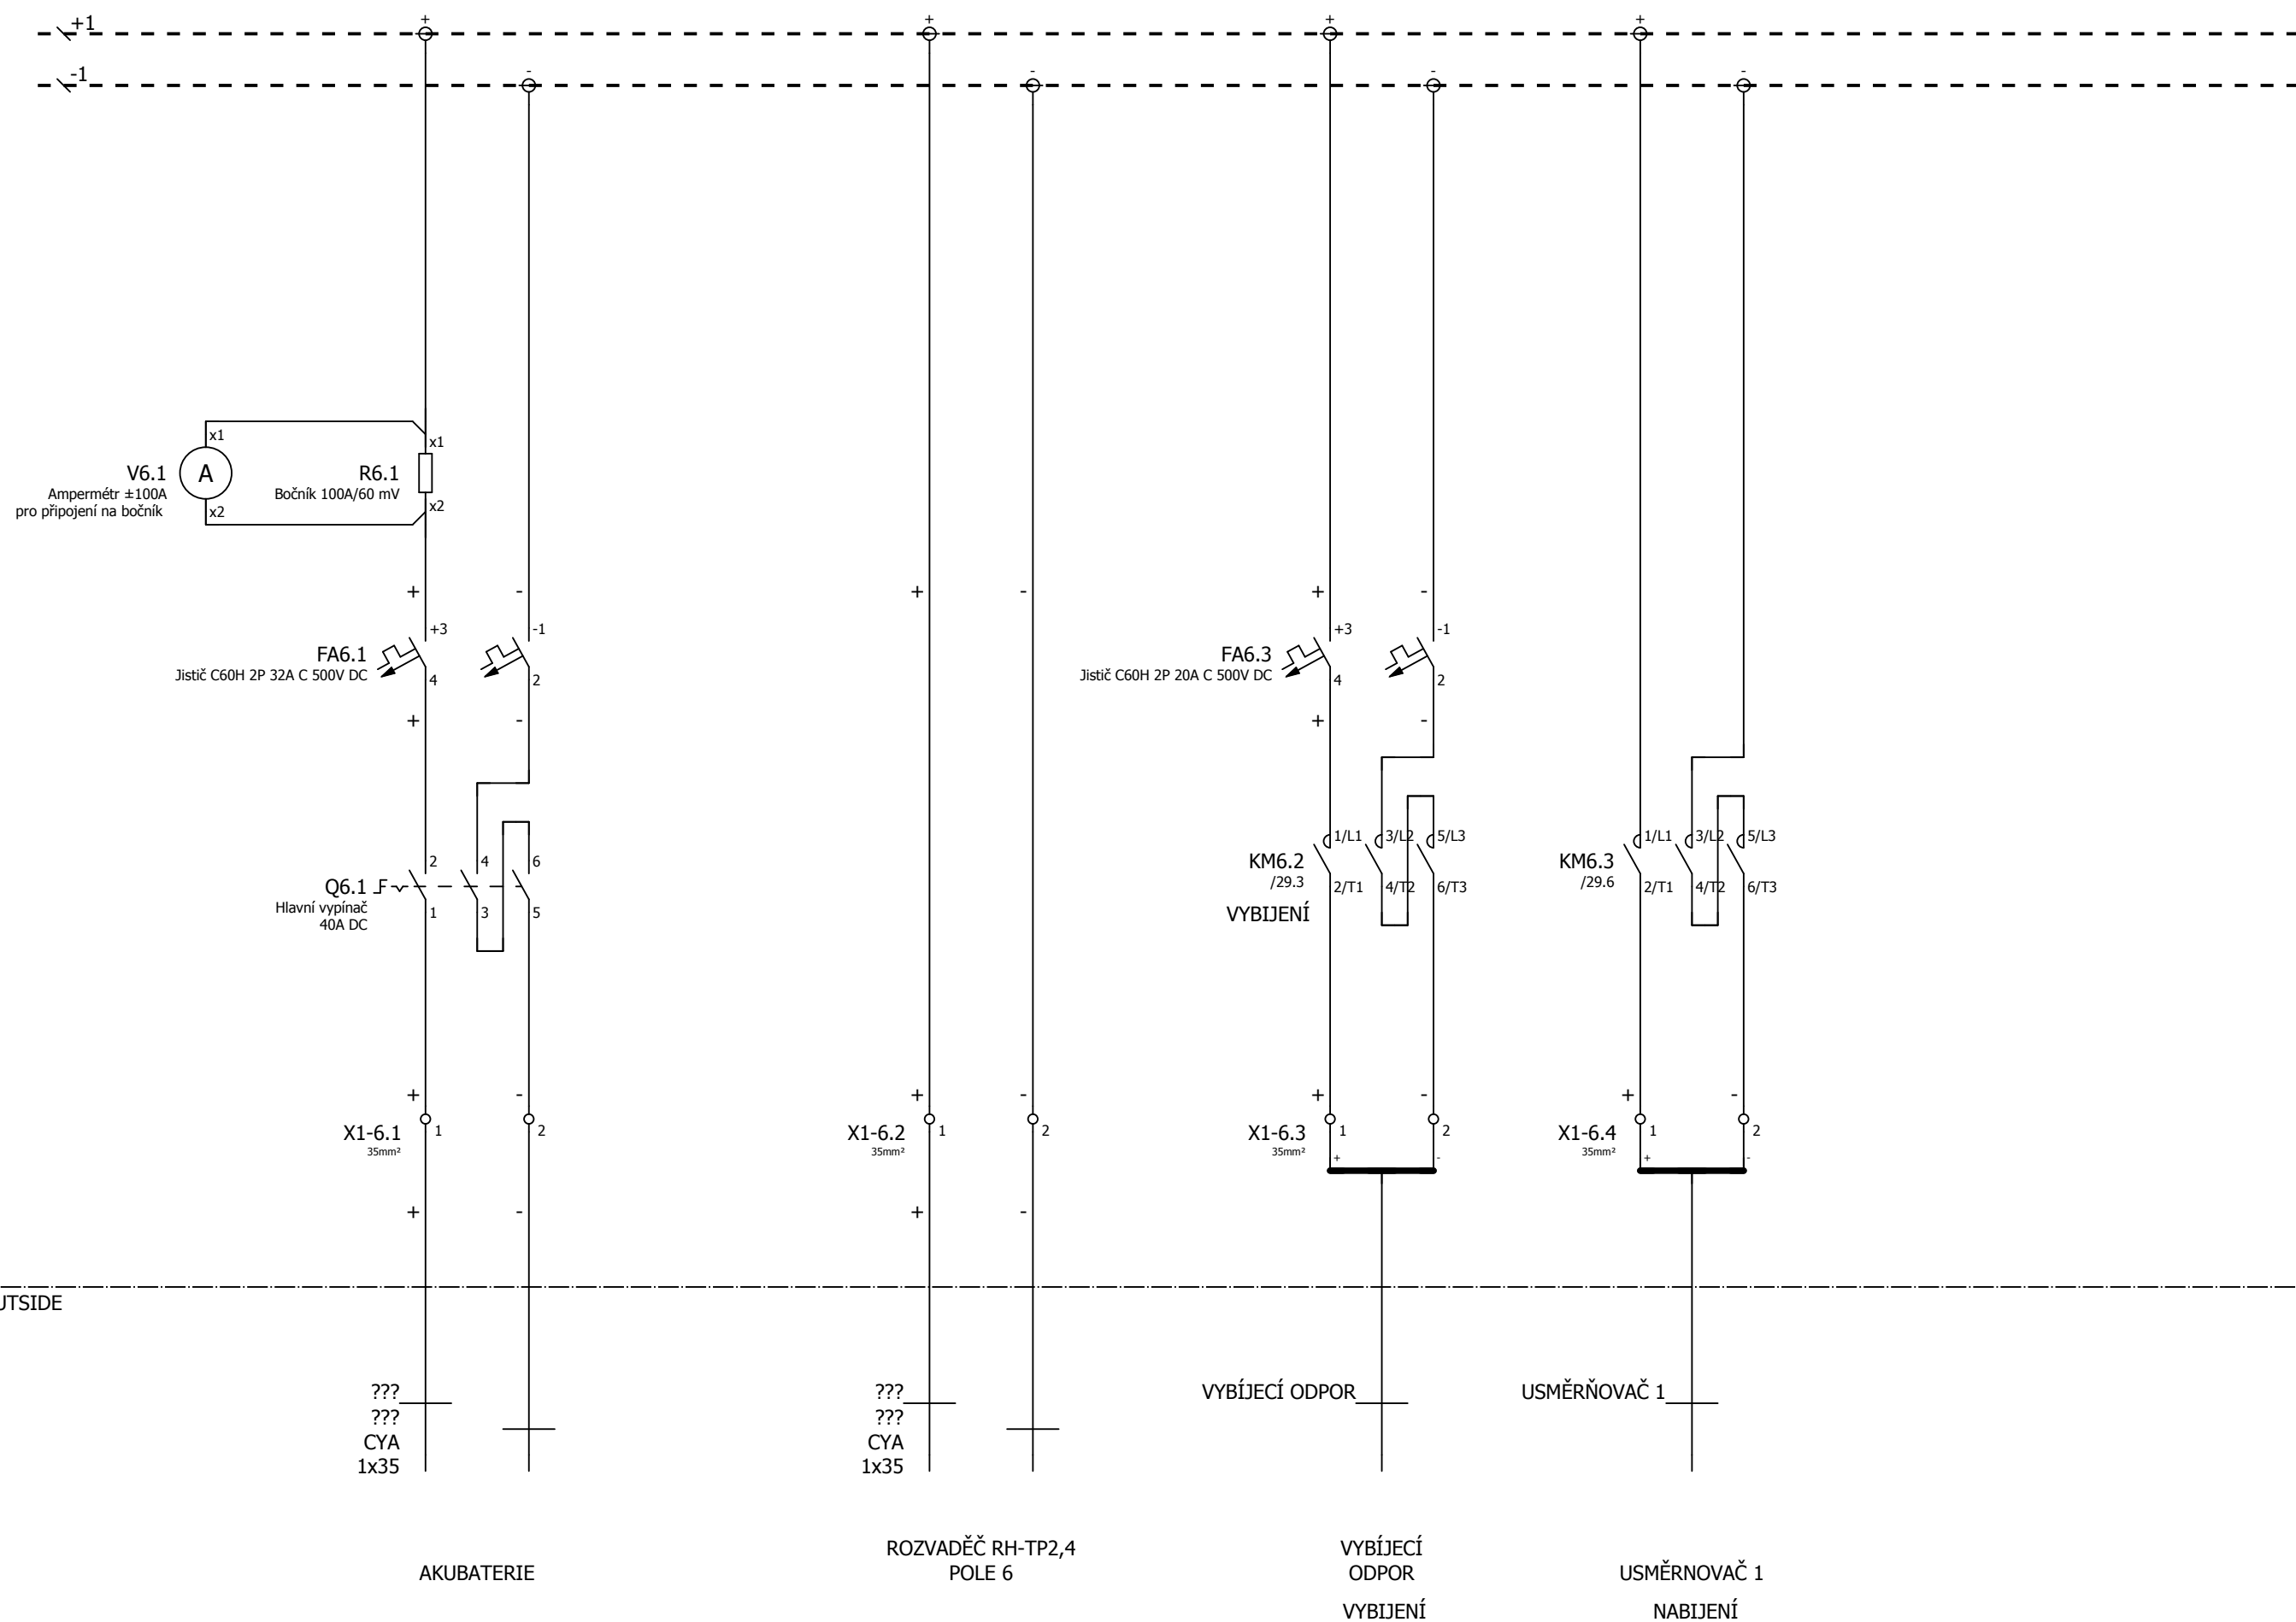 +1
+
+
+
+
-1
-
-
-
-
x1
x1
V6.1
A
R6.1
Ampermétr ±100A
Bočník 100A/60 mV
pro připojení na bočník
x2
x2
+
-
+
-
+
-
+3
-1
+3
-1
FA6.1
FA6.3
Jistič C60H 2P 32A C 500V DC
Jistič C60H 2P 20A C 500V DC
4
2
4
2
+
-
+
-
1/L1
3/L2
5/L3
1/L1
3/L2
5/L3
2
4
6
KM6.2
KM6.3
/29.3
/29.6
Q6.1
2/T1
4/T2
6/T3
2/T1
4/T2
6/T3
Hlavní vypínač
40A DC
1
3
5
VYBIJENÍ
+
-
+
-
+
-
+
-
X1-6.1
1
2
X1-6.2
1
2
X1-6.3
1
2
X1-6.4
1
2
35mm²
35mm²
35mm²
35mm²
+
-
+
-
+
-
+
-
UTSIDE
???
???
CYA
1x35
???
???
CYA
1x35
VYBÍJECÍ ODPOR
USMĚRŇOVAČ 1
AKUBATERIE
ROZVADĚČ RH-TP2,4
POLE 6
VYBÍJECÍ
ODPOR
VYBIJENÍ
USMĚRNOVAČ 1
NABIJENÍ